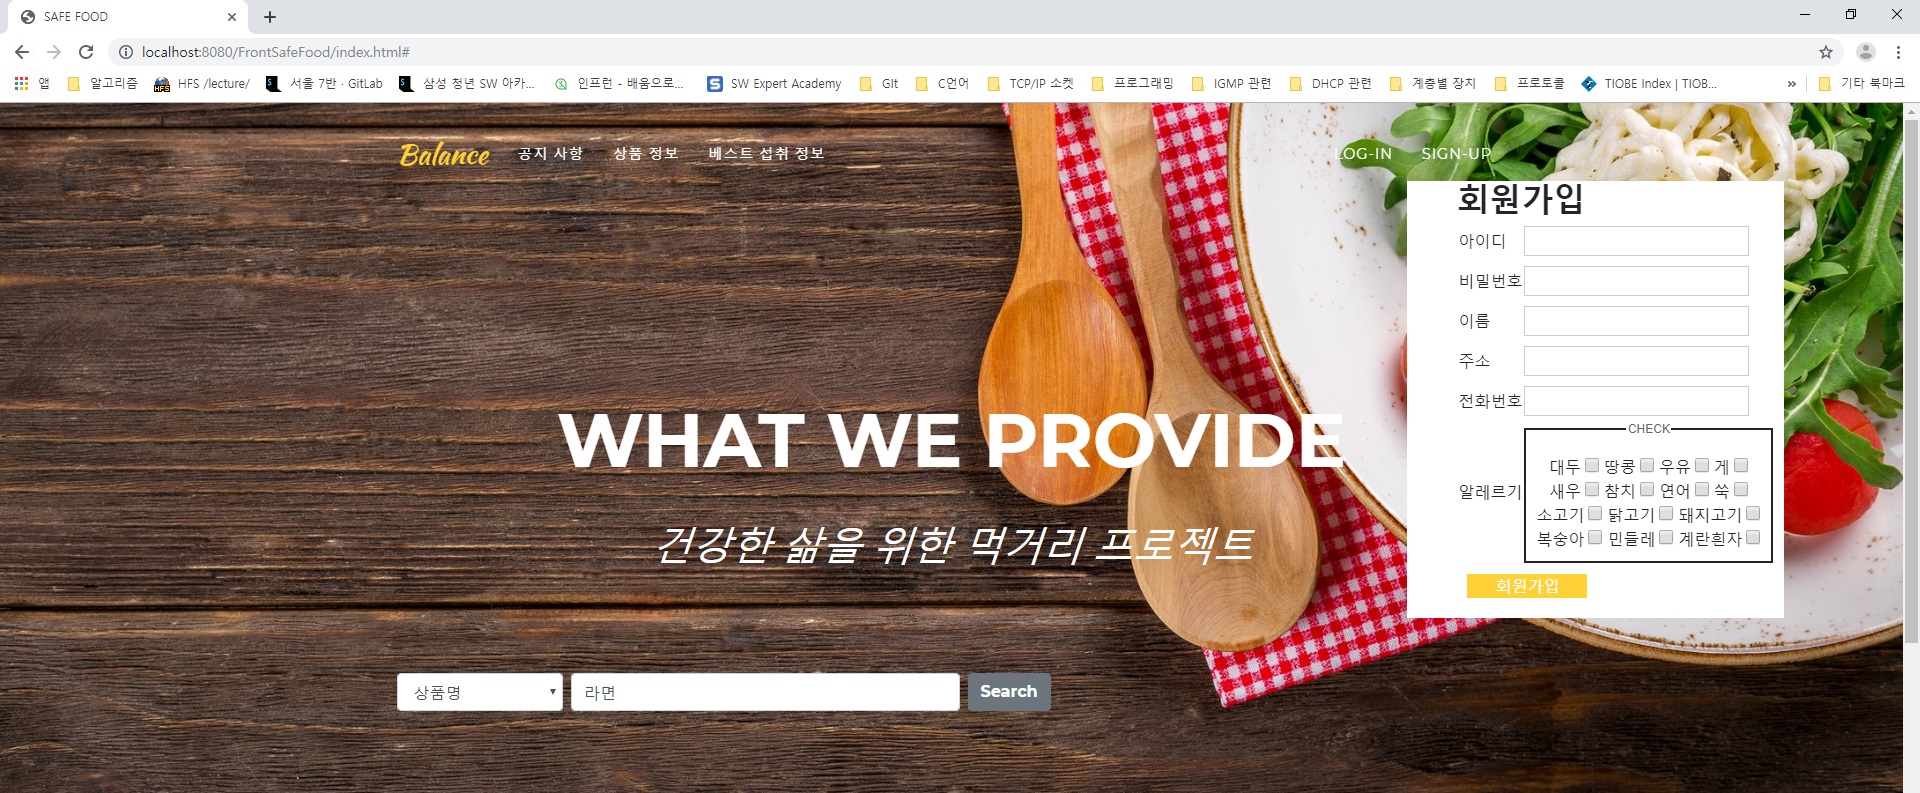 SAFE FOOD
localhost:8080/FrontSafeFood/index.html#
앱 알고리즘 HFS /lecture/ 서울 7반 · GitLab 삼성 청년 SW 아카... 인프런 - 배움으로... SW Expert Academy GIt C언어 TCP/IP 소켓 프로그래밍 IGMP 관련 DHCP 관련 계층별 장치 프로토콜 TIOBE Index | TIOB... » 기타 북마크
Balance 공지 사항 상품 정보 베스트 섭취 정보 LOG-IN SIGN-UP
회원가입
아이디
비밀번호
이름
주소
전화번호
CHECK
알레르기
대두 땅콩 우유 게
새우 참치 연어 쑥
소고기 닭고기 돼지고기
복숭아 민들레 계란흰자
회원가입
WHAT WE PROVIDE
건강한 삶을 위한 먹거리 프로젝트
상품명 라면 Search